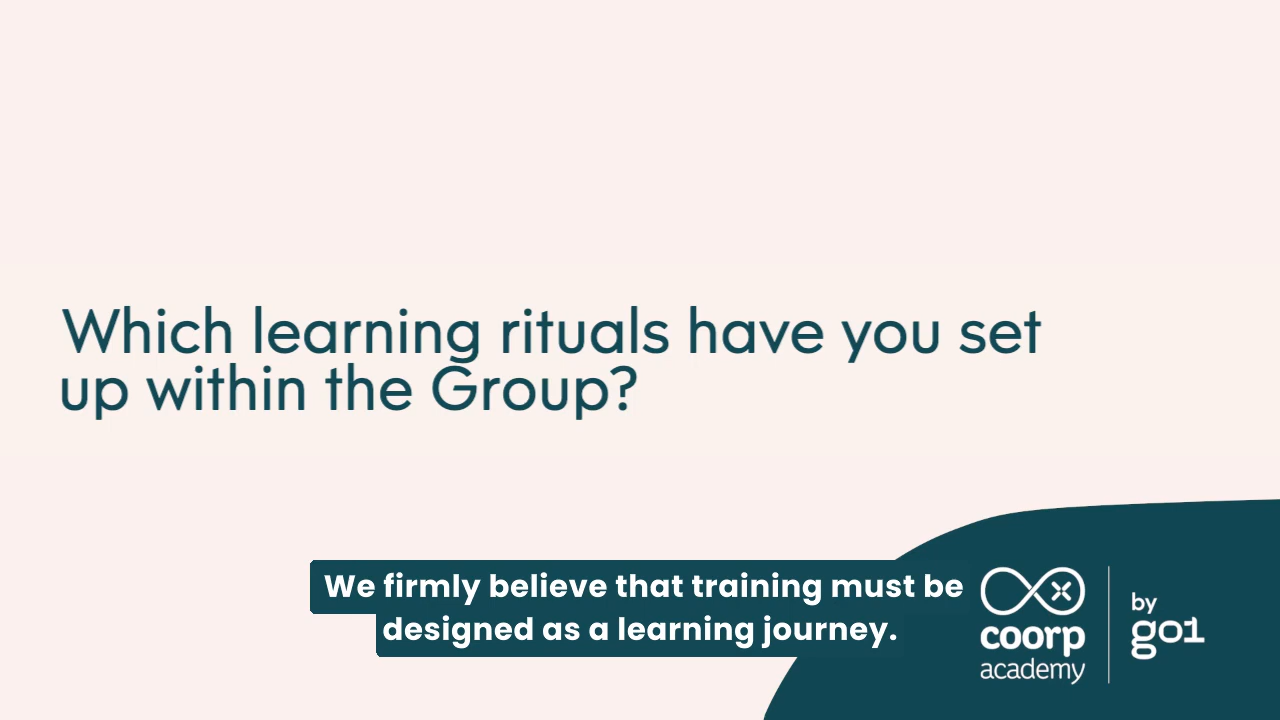 Which learning rituals have you set
up within the Group?
We firmly believe that training must be
designed as a learning journey.
coorp
academy
by
go1